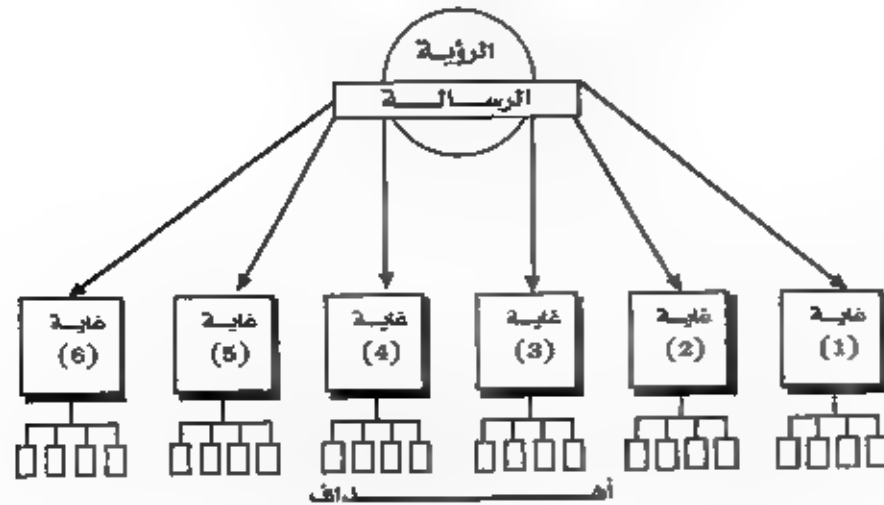 الرؤية
الرسالة
غاية
(1)
غاية
(2)
غاية
(3)
غاية
(4)
غاية
(5)
غاية
(6)
أهداف